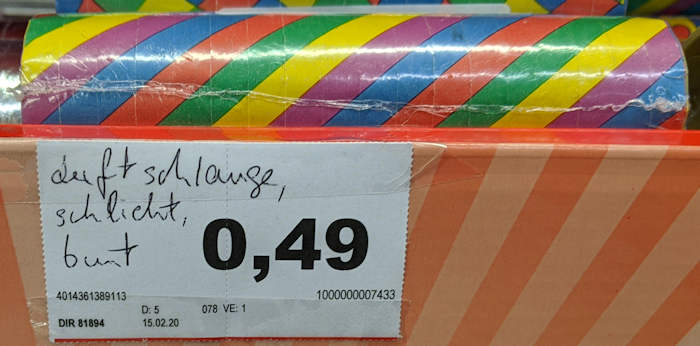 Luftschlange,
schlicht,
bunt
0,49
4014361389113
1000000007433
D: 5
078 VE: 1
DIR 81894
15.02.20